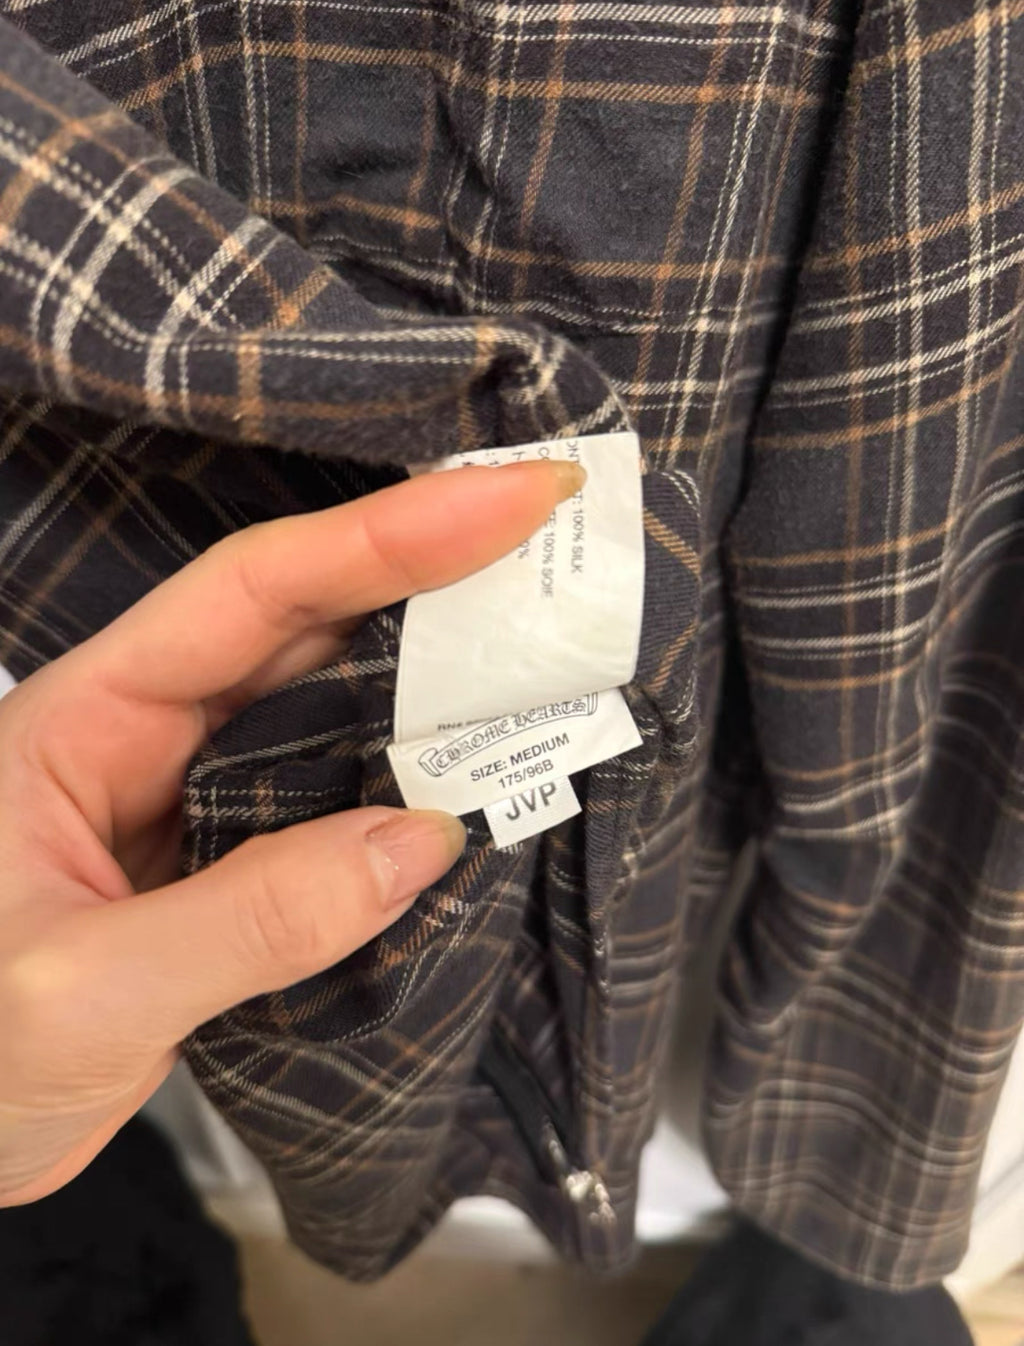 100% SILK
100% SOIE
CHROME HEARTS
SIZE: MEDIUM
175/96B
JVP